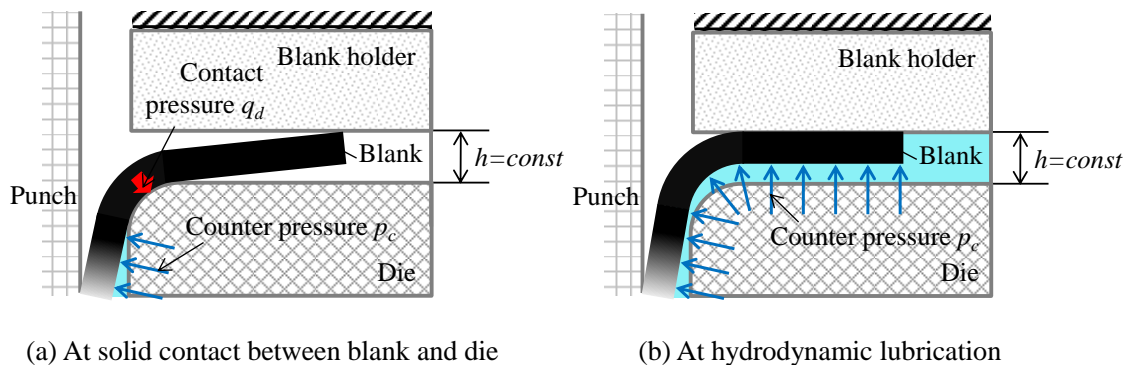 Blank holder
Contact
pressure q_d
Blank
h=const
Punch
Counter pressure p_c
Die
(a) At solid contact between blank and die
Blank holder
Blank
h=const
Punch
Counter pressure p_c
Die
(b) At hydrodynamic lubrication